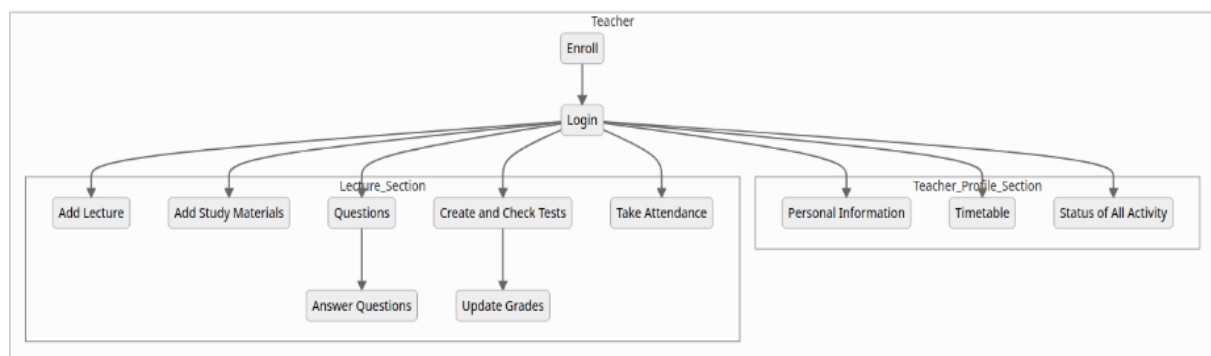 Teacher
Enroll
Login
Lecture_Section
Teacher_Profile_Section
Add Lecture
Add Study Materials
Questions
Create and Check Tests
Take Attendance
Personal Information
Timetable
Status of All Activity
Answer Questions
Update Grades